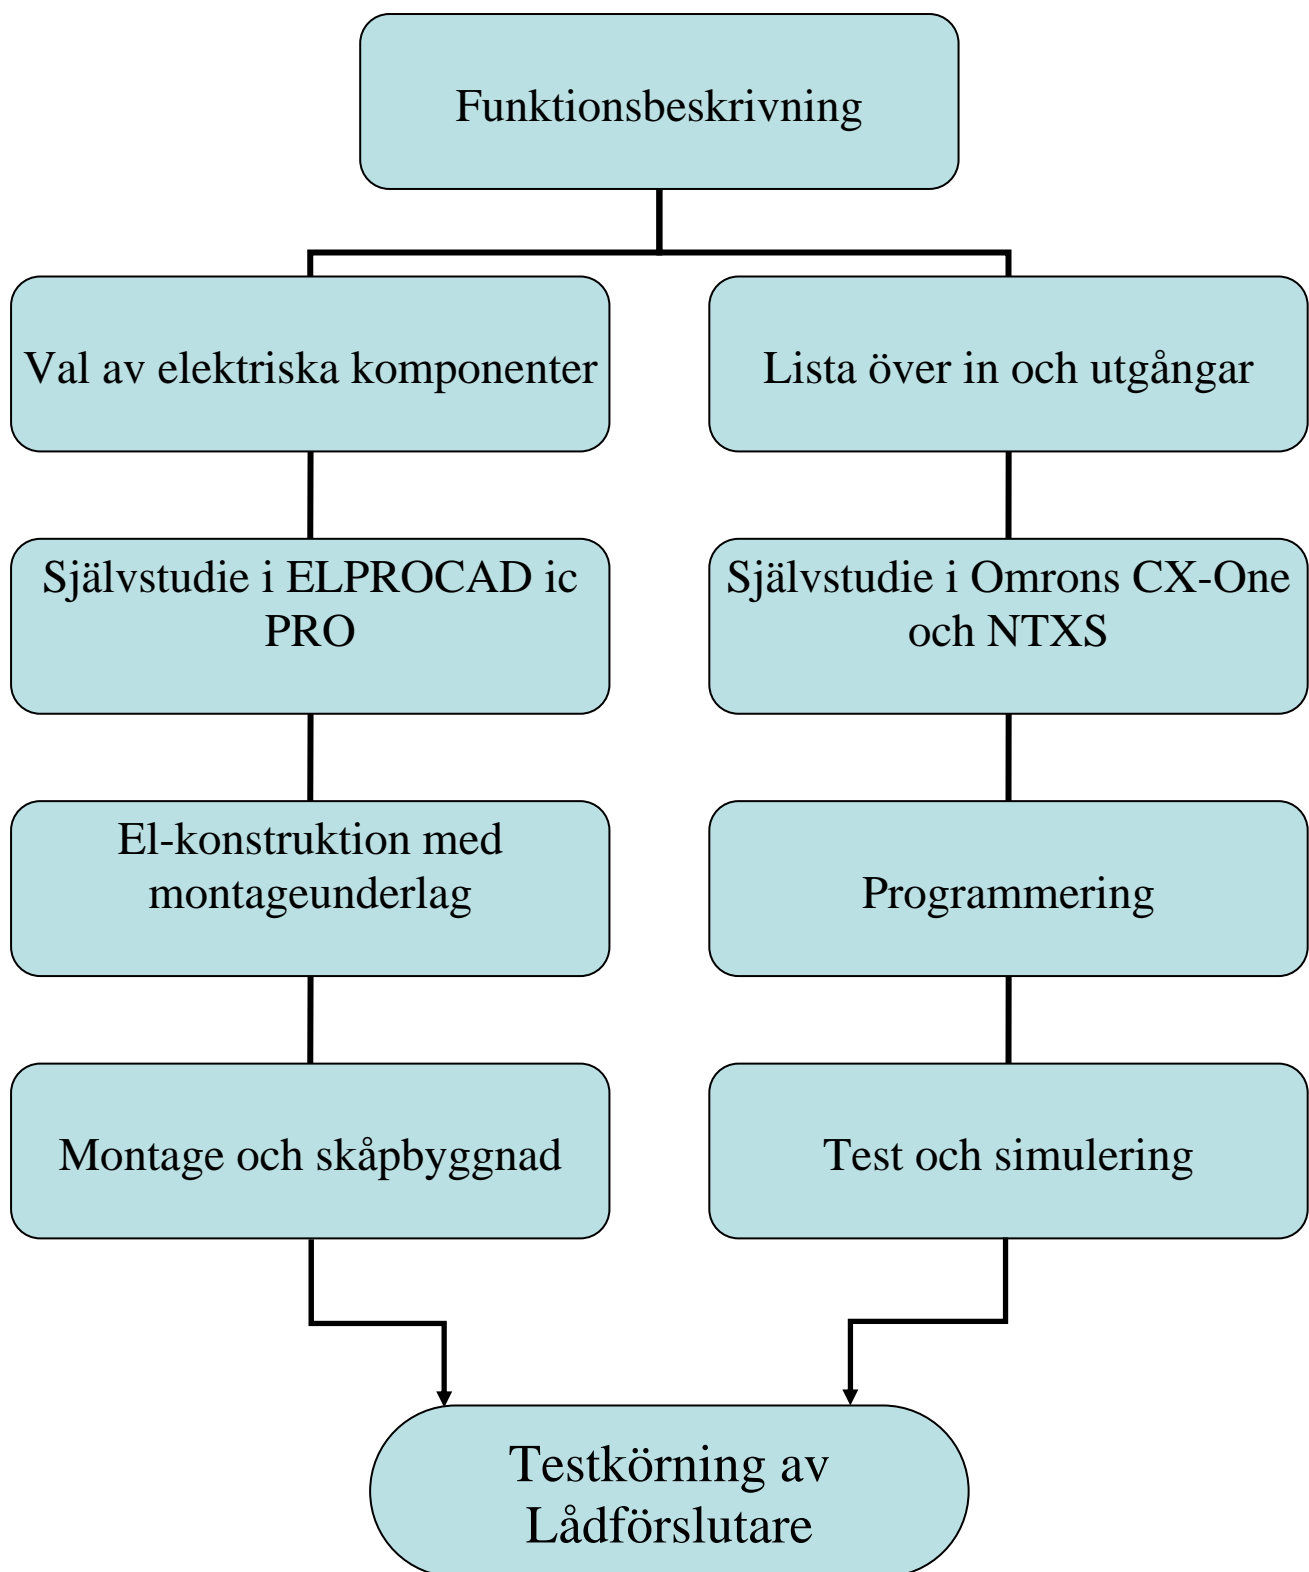 Funktionsbeskrivning
Val av elektriska komponenter
Lista över in och utgångar
Självstudie i ELPROCAD ic
PRO
Självstudie i Omrons CX-One
och NTXS
El-konstruktion med
montageunderlag
Programmering
Montage och skåpbyggnad
Test och simulering
Testkörning av
Lådförslutare